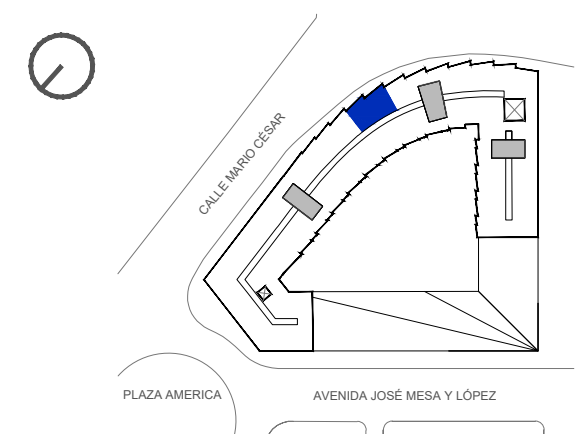 CALLE MARIO CÉSAR
PLAZA AMERICA
AVENIDA JOSÉ MESA Y LÓPEZ